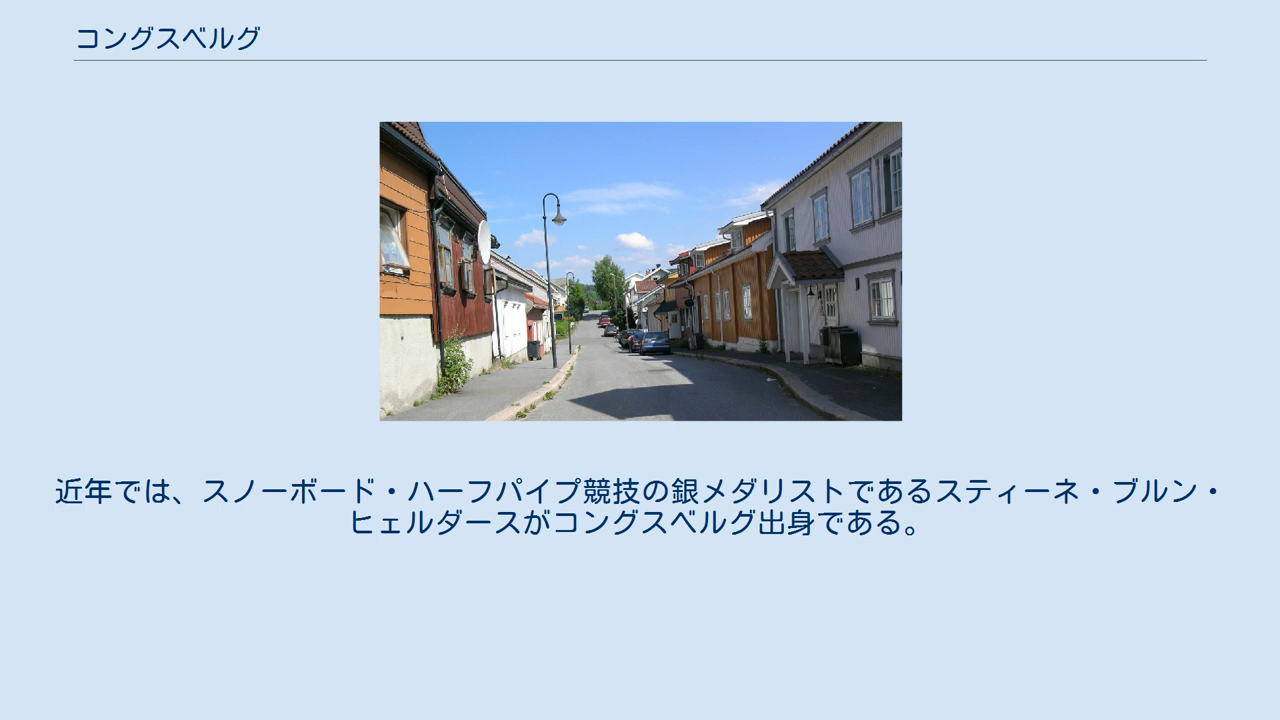 コングスベルグ
近年では、スノーボード・ハーフパイプ競技の銀メダリストであるスティーネ・ブルン・
ヒェルダースがコングスベルグ出身である。